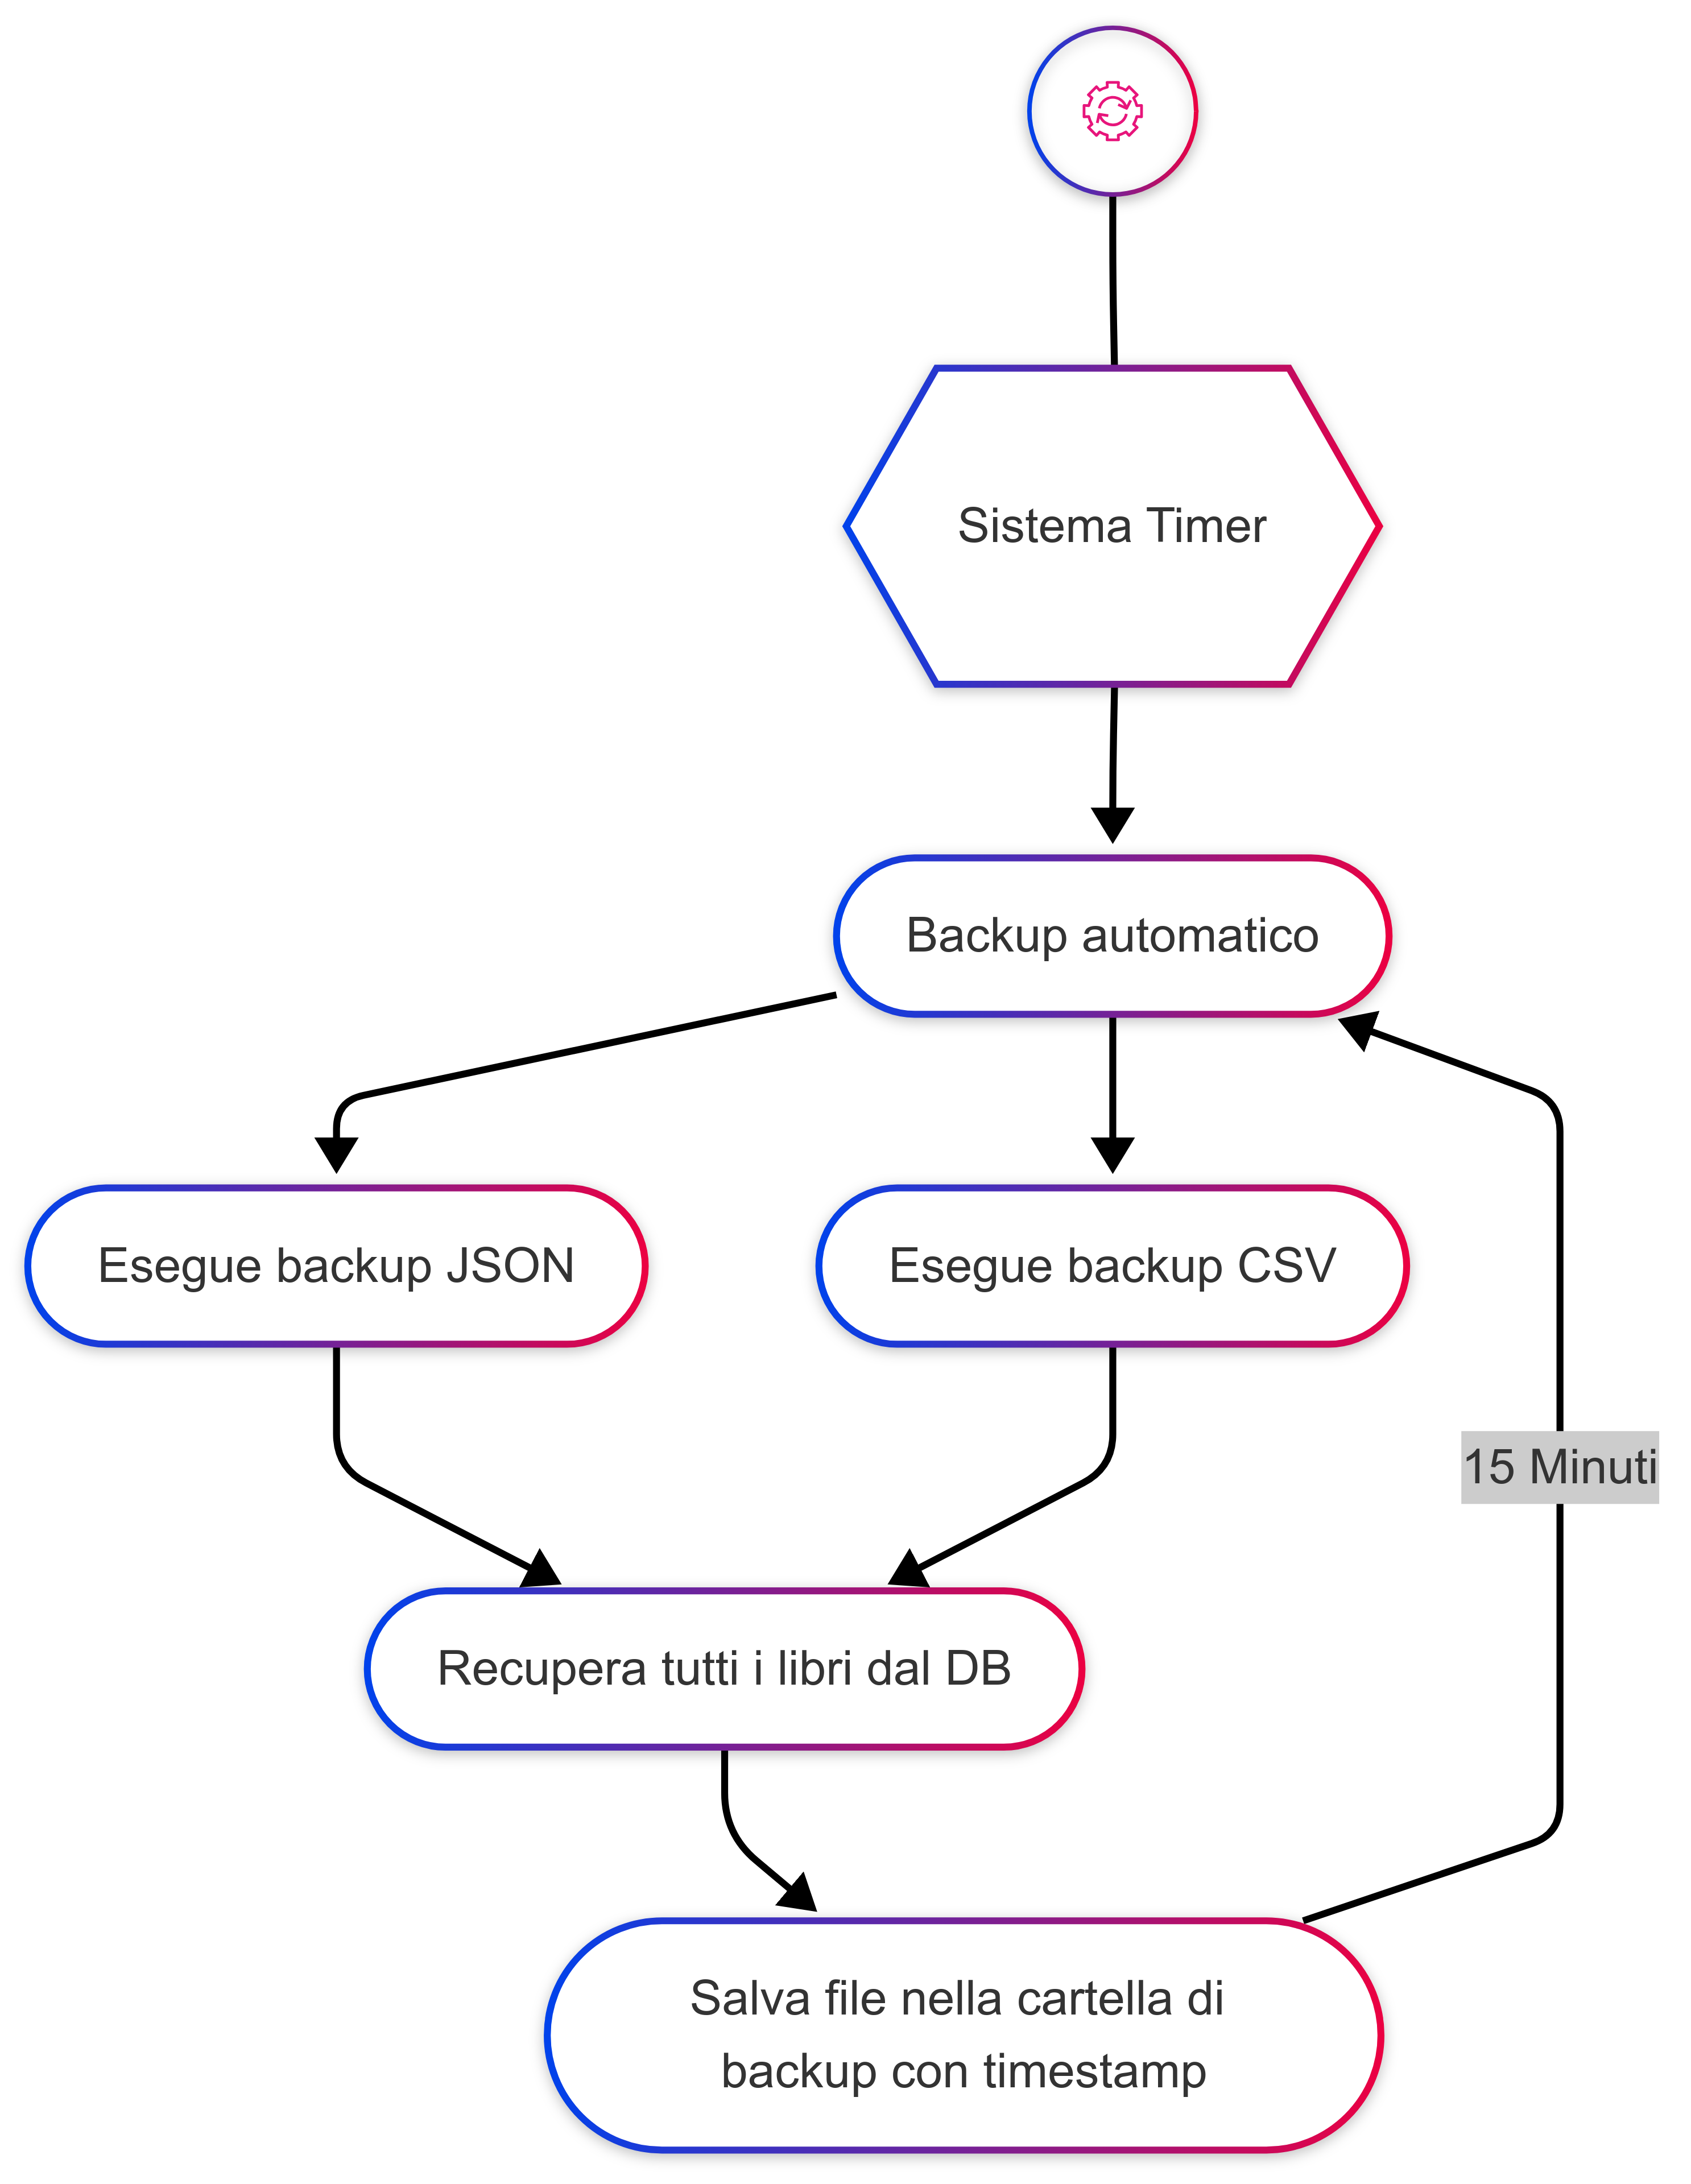 Sistema Timer
Backup automatico
Esegue backup JSON
Esegue backup CSV
15 Minuti
Recupera tutti i libri dal DB
Salva file nella cartella di
backup con timestamp